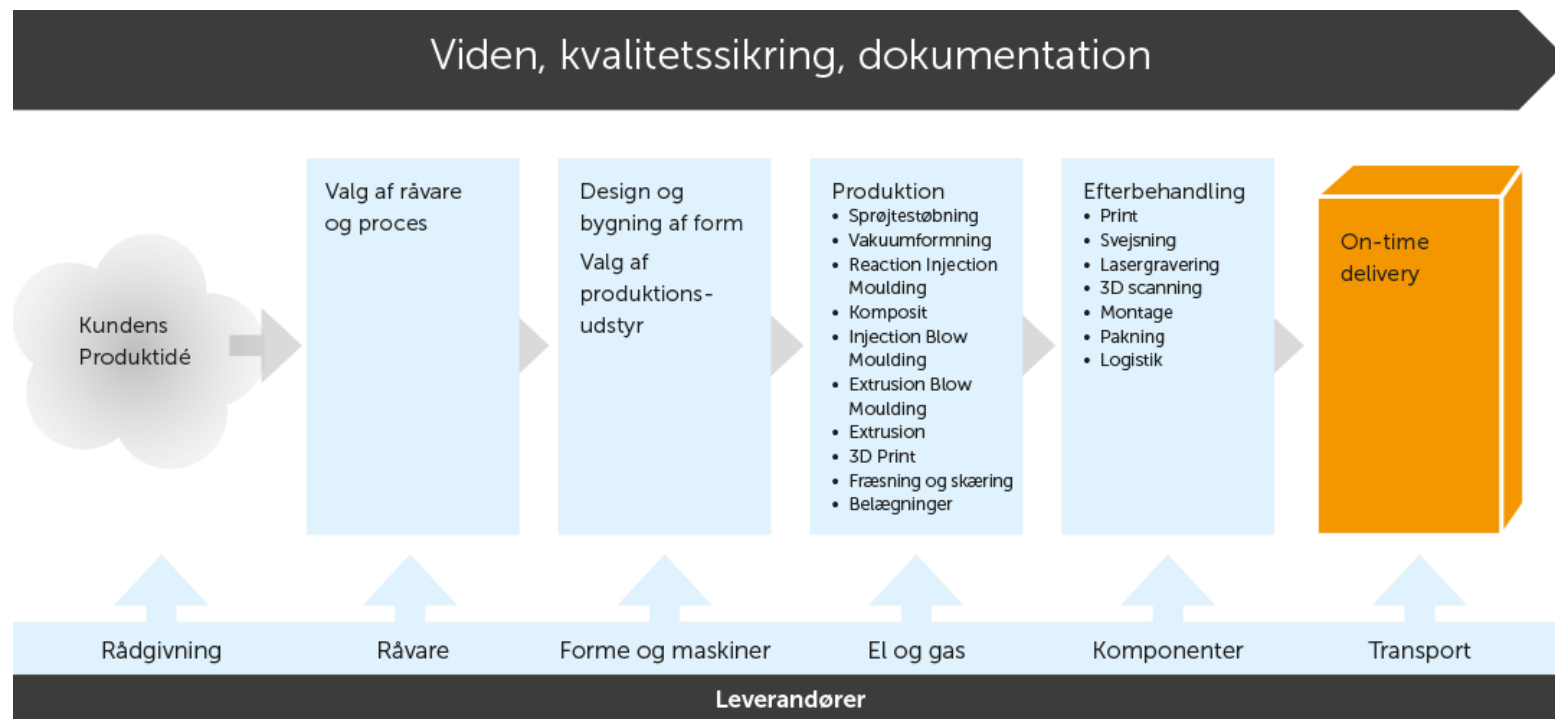 Viden, kvalitetssikring, dokumentation
Kundens
Produktidé
Valg af råvare
og proces
Design og
bygning af form
Valg af
produktions-
udstyr
Produktion
• Sprøjtestøbning
• Vakuumformning
• Reaction Injection
Moulding
• Komposit
• Injection Blow
Moulding
• Extrusion Blow
Moulding
• Extrusion
• 3D Print
• Fræsning og skæring
• Belægninger
Efterbehandling
• Print
• Svejsning
• Lasergravering
• 3D scanning
• Montage
• Pakning
• Logistik
On-time
delivery
Rådgivning
Råvare
Forme og maskiner
El og gas
Komponenter
Transport
Leverandører